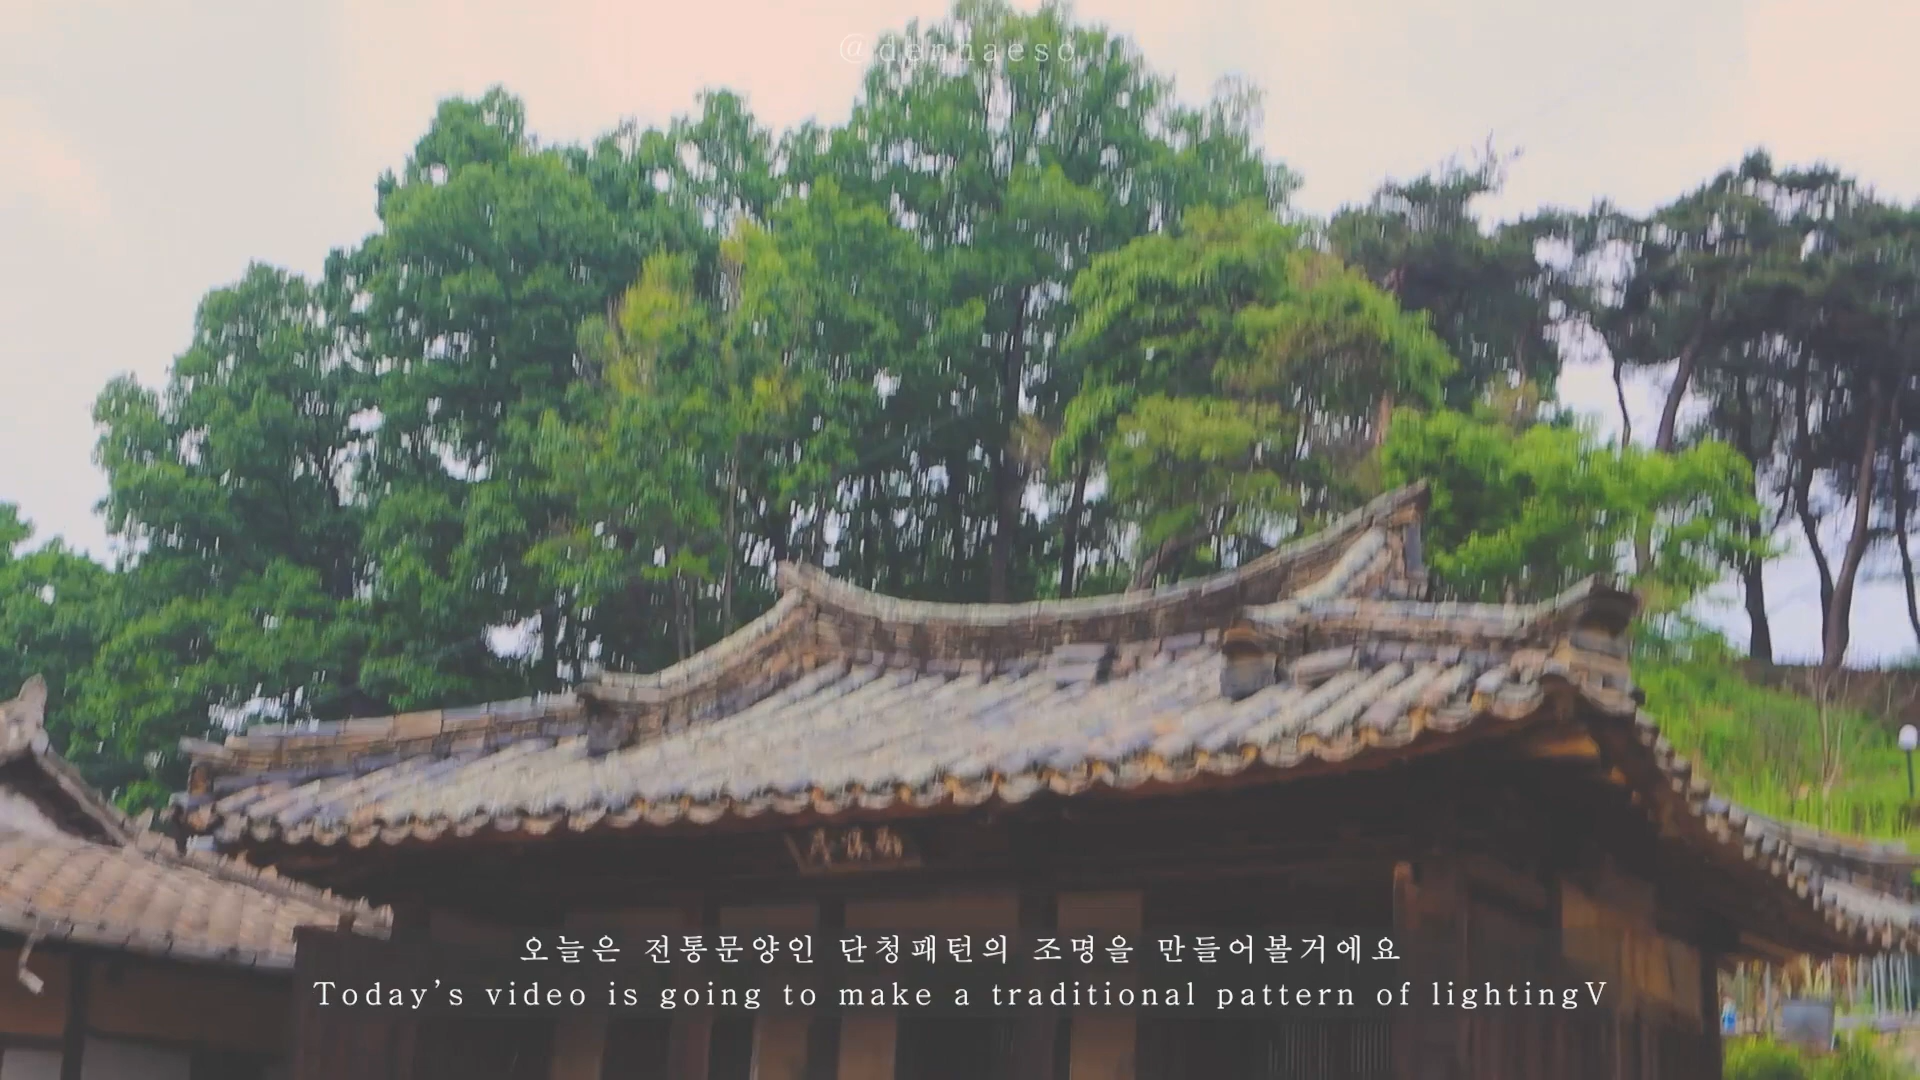 @denhaeso
오늘은 전통문양인 단청패턴의 조명을 만들어볼거에요
Today's video is going to make a traditional pattern of lightingV